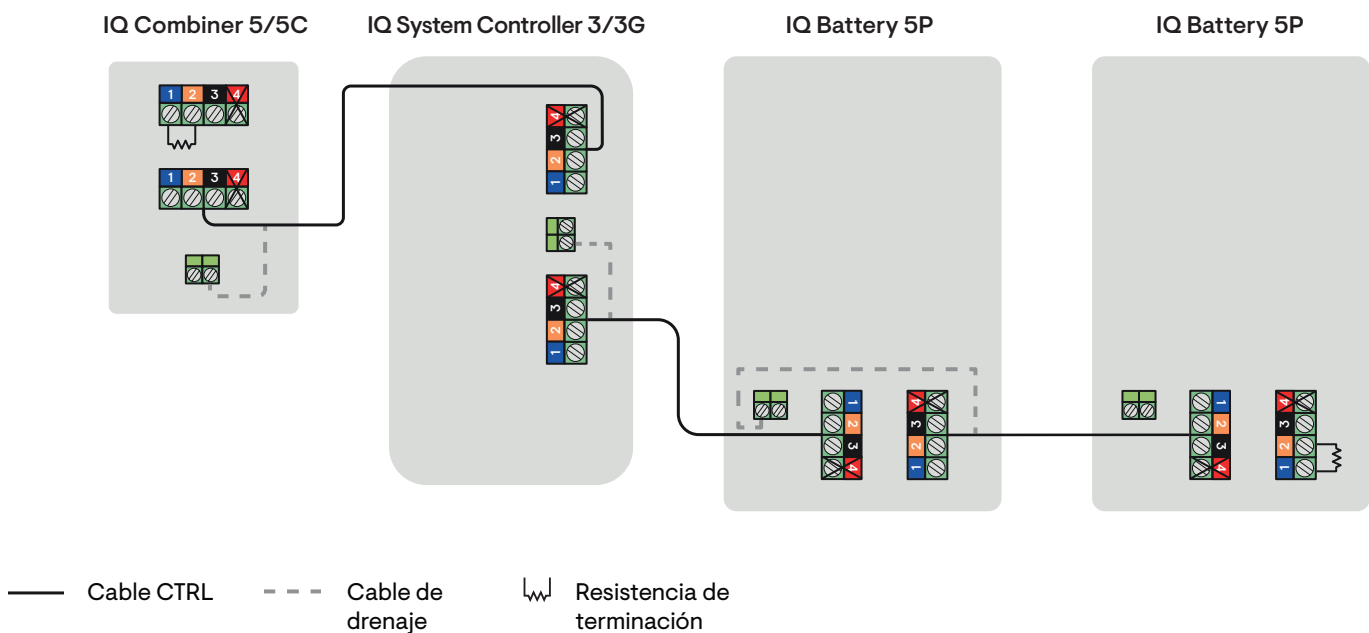 IQ Combiner 5/5C
IQ System Controller 3/3G
IQ Battery 5P
IQ Battery 5P
1 2 3 4
1 2 3 4
4
3
2
1
4
3
2
1
1
2
3
4
4
3
2
1
1
2
3
4
4
3
2
1
Cable CTRL
Cable de
drenaje
Resistencia de
terminación